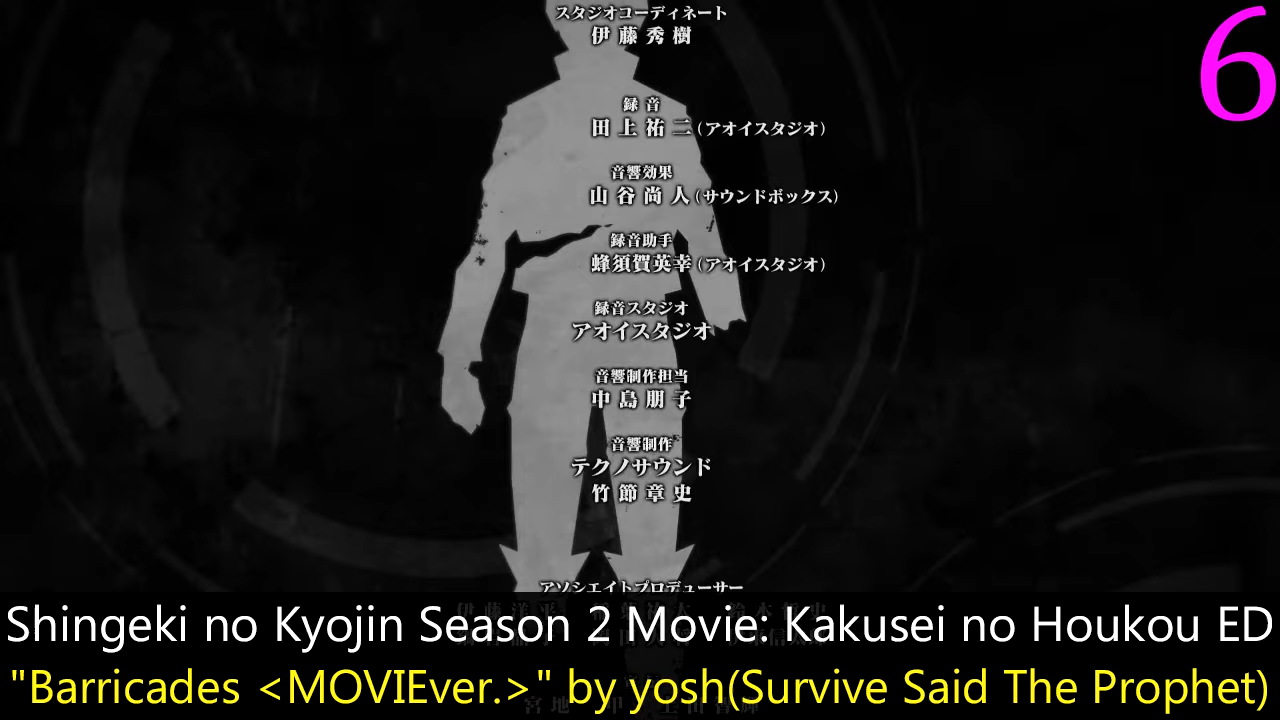 スタジオコーディネート
伊藤秀樹
6
録音
田上祐二(アオイスタジオ)
音響効果
山谷尚人(サウンドボックス)
録音助手
蜂須賀英幸(アオイスタジオ)
録音スタジオ
アオイスタジオ
音響制作担当
中島朋子
音響制作
テクノサウンド
竹節章史
アソシエイトプロデューサー
Shingeki no Kyojin Season 2 Movie: Kakusei no Houkou ED
"Barricades <MOVIEver.>" by yosh(Survive Said The Prophet)